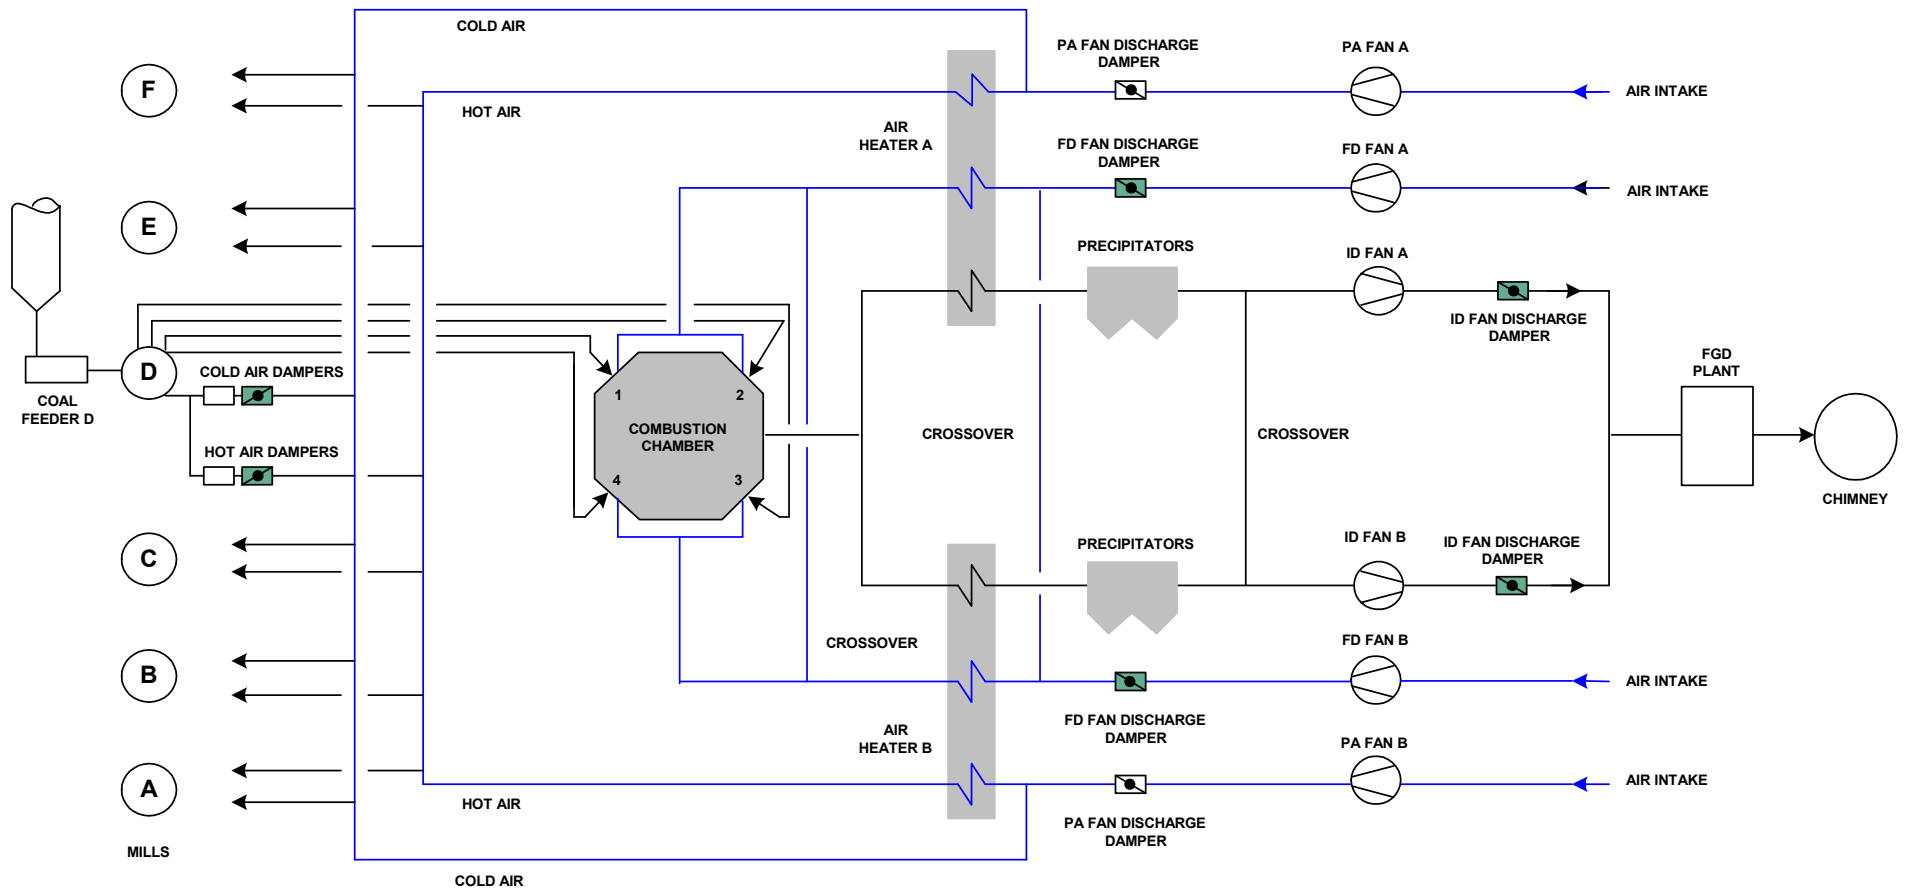 COLD AIR
PA FAN DISCHARGE
DAMPER
PA FAN A
F
AIR INTAKE
HOT AIR
AIR
HEATER A
FD FAN DISCHARGE
DAMPER
FD FAN A
AIR INTAKE
E
PRECIPITATORS
ID FAN A
ID FAN DISCHARGE
DAMPER
D
COLD AIR DAMPERS
FGD
PLANT
COAL
FEEDER D
1
2
COMBUSTION
CHAMBER
CROSSOVER
CROSSOVER
HOT AIR DAMPERS
4
3
CHIMNEY
C
PRECIPITATORS
ID FAN B
ID FAN DISCHARGE
DAMPER
CROSSOVER
FD FAN B
B
AIR INTAKE
AIR
HEATER B
FD FAN DISCHARGE
DAMPER
PA FAN B
A
AIR INTAKE
HOT AIR
PA FAN DISCHARGE
DAMPER
MILLS
COLD AIR